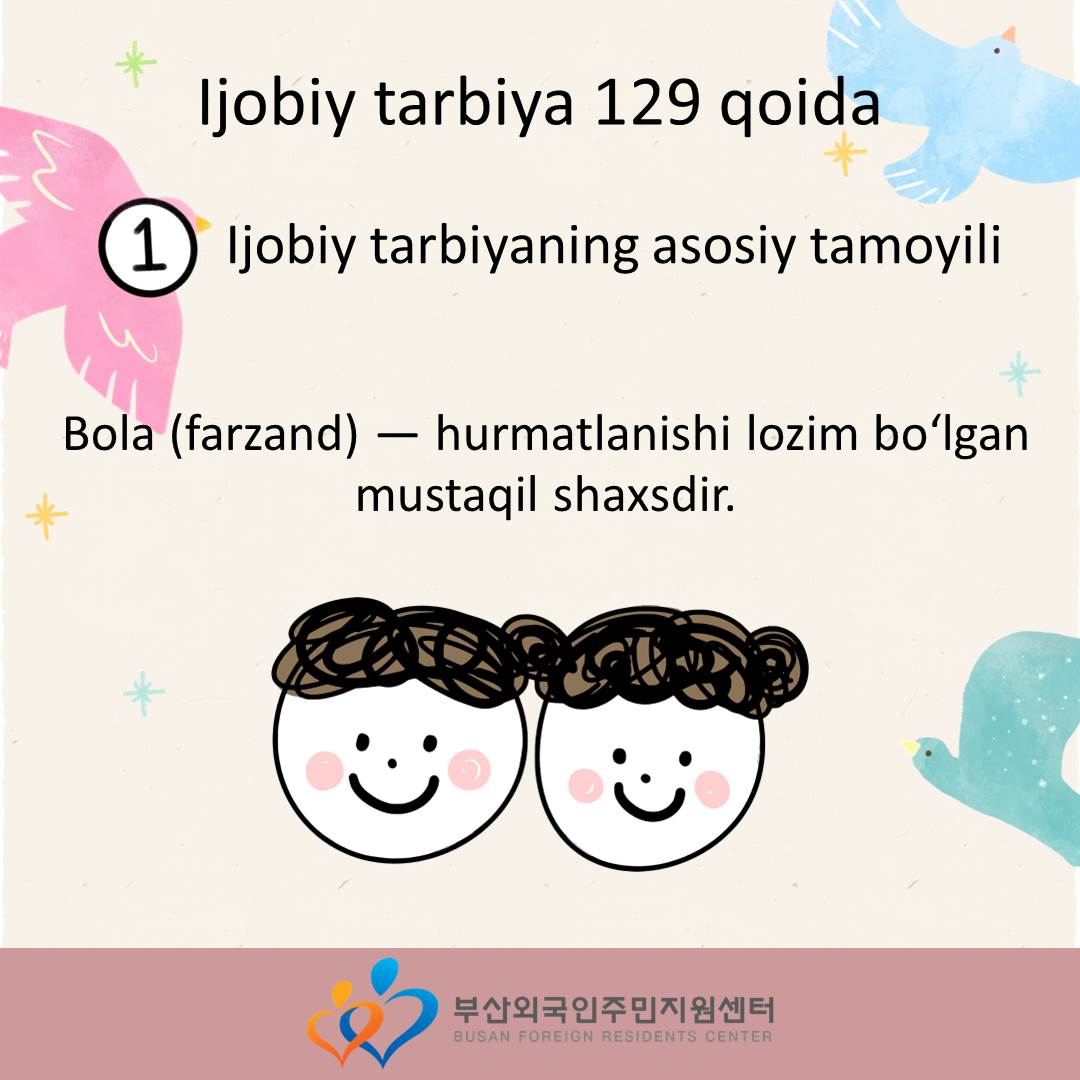 Ijobiy tarbiya 129 qoida
1 Ijobiy tarbiyaning asosiy tamoyili
Bola (farzand) — hurmatlanishi lozim bo‘lgan
mustaqil shaxsdir.
부산외국인주민지원센터
BUSAN FOREIGN RESIDENTS CENTER